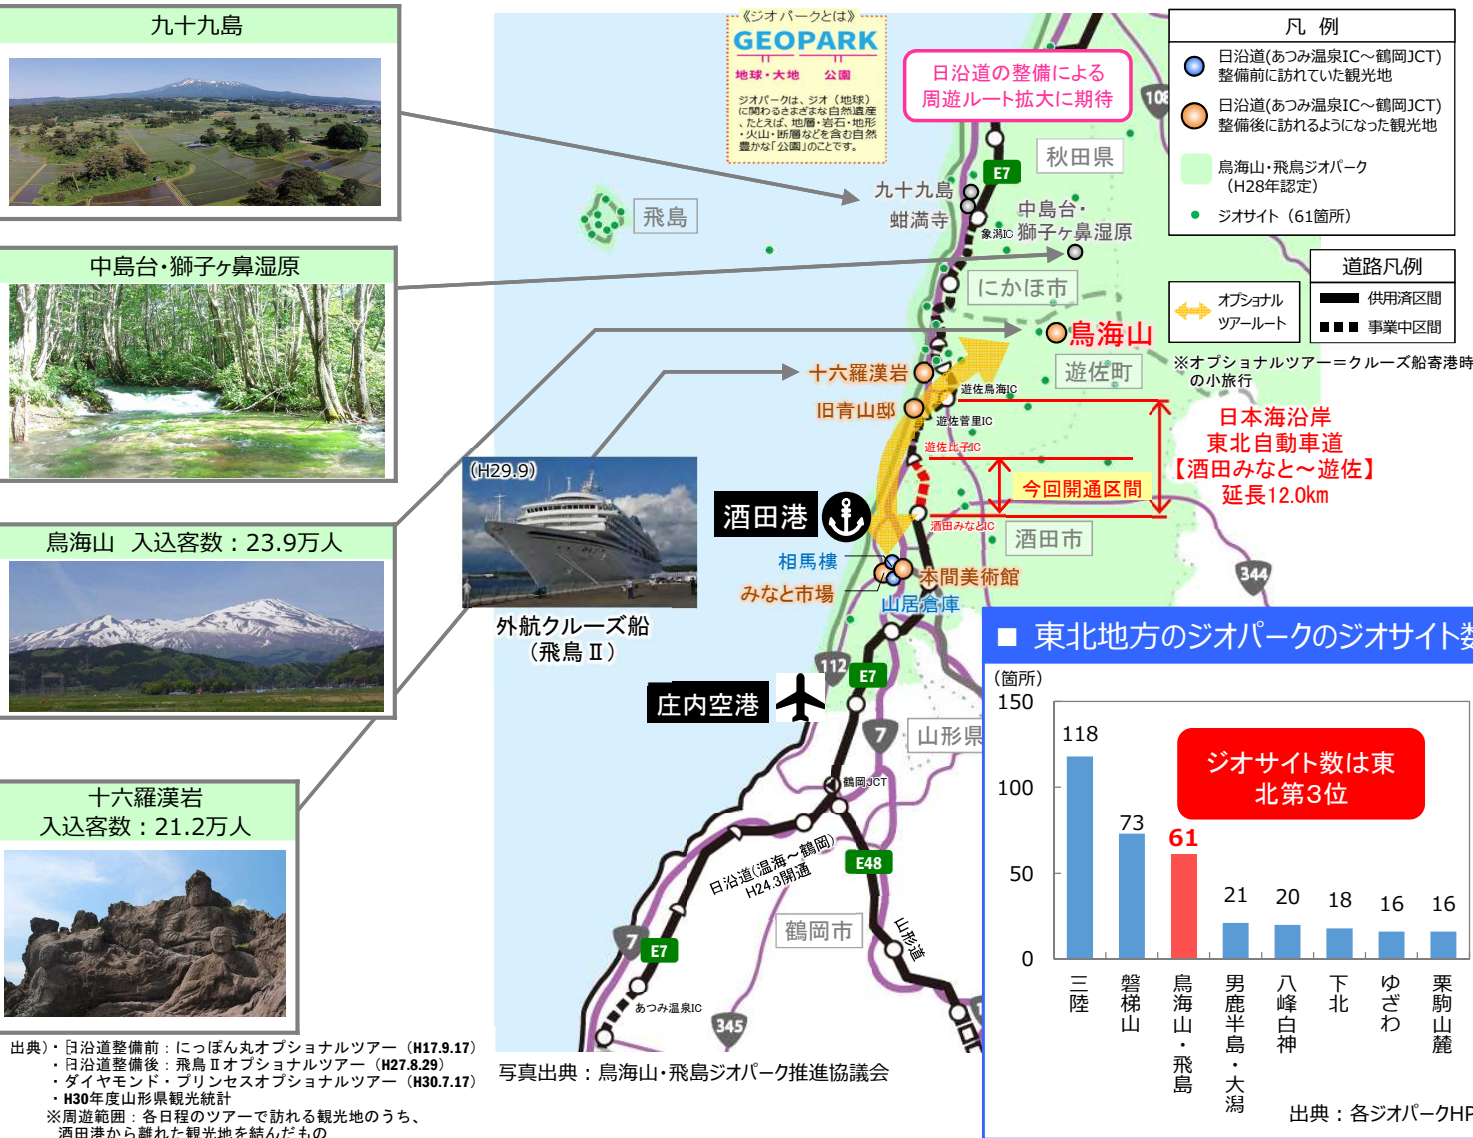 九十九島
中島台･獅子ヶ鼻湿原
鳥海山 入込客数：23.9万人
十六羅漢岩
入込客数：21.2万人
出典）・日沿道整備前：にっぽん丸オプショナルツアー（H17.9.17）
・日沿道整備後：飛鳥Ⅱオプショナルツアー（H27.8.29）
・ダイヤモンド・プリンセスオプショナルツアー（H30.7.17）
・H30年度山形県観光統計
※周遊範囲：各日程のツアーで訪れる観光地のうち、
酒田港から離れた観光地を結んだもの
《ジオパークとは》
GEOPARK
地球・大地 公園
ジオパークは、ジオ（地球）
に関わるさまざまな自然遺産
、たとえば、地層・岩石・地形
・火山・断層などを含む自然
豊かな「公園」のことです。
日沿道の整備による
周遊ルート拡大に期待
凡 例
日沿道(あつみ温泉IC～鶴岡JCT)
整備前に訪れていた観光地
日沿道(あつみ温泉IC～鶴岡JCT)
整備後に訪れるようになった観光地
鳥海山・飛鳥ジオパーク
（H28年認定）
ジオサイト（61箇所）
オプショナル
ツアールート
道路凡例
供用済区間
事業中区間
※オプショナルツアー＝クルーズ船寄港時
の小旅行
108
秋田県
E7
九十九島
蚶満寺
中島台・
獅子ヶ鼻湿原
象潟IC
飛島
にかほ市
鳥海山
十六羅漢岩
遊佐町
遊佐鳥海IC
旧青山邸
遊佐菅里IC
遊佐比子IC
日本海沿岸
東北自動車道
【酒田みなと～遊佐】
延長12.0km
今回開通区間
(H29.9)
酒田港
酒田みなとIC
酒田市
相馬樓
本間美術館
みなと市場
山居倉庫
344
外航クルーズ船
（飛鳥Ⅱ）
112
E7
庄内空港
7
山形県
鶴岡JCT
日沿道(温海～鶴岡)
H24.3開通
E48
鶴岡市
山形道
7
E7
あつみ温泉IC
345
写真出典：鳥海山･飛鳥ジオパーク推進協議会
■ 東北地方のジオパークのジオサイト数
(箇所)
150
100
50
0
118
73
61
21
20
18
16
16
ジオサイト数は東
北第3位
三陸
磐梯山
鳥海山・飛島
男鹿半島・大潟
八峰白神
下北
ゆざわ
栗駒山麓
出典：各ジオパークHP